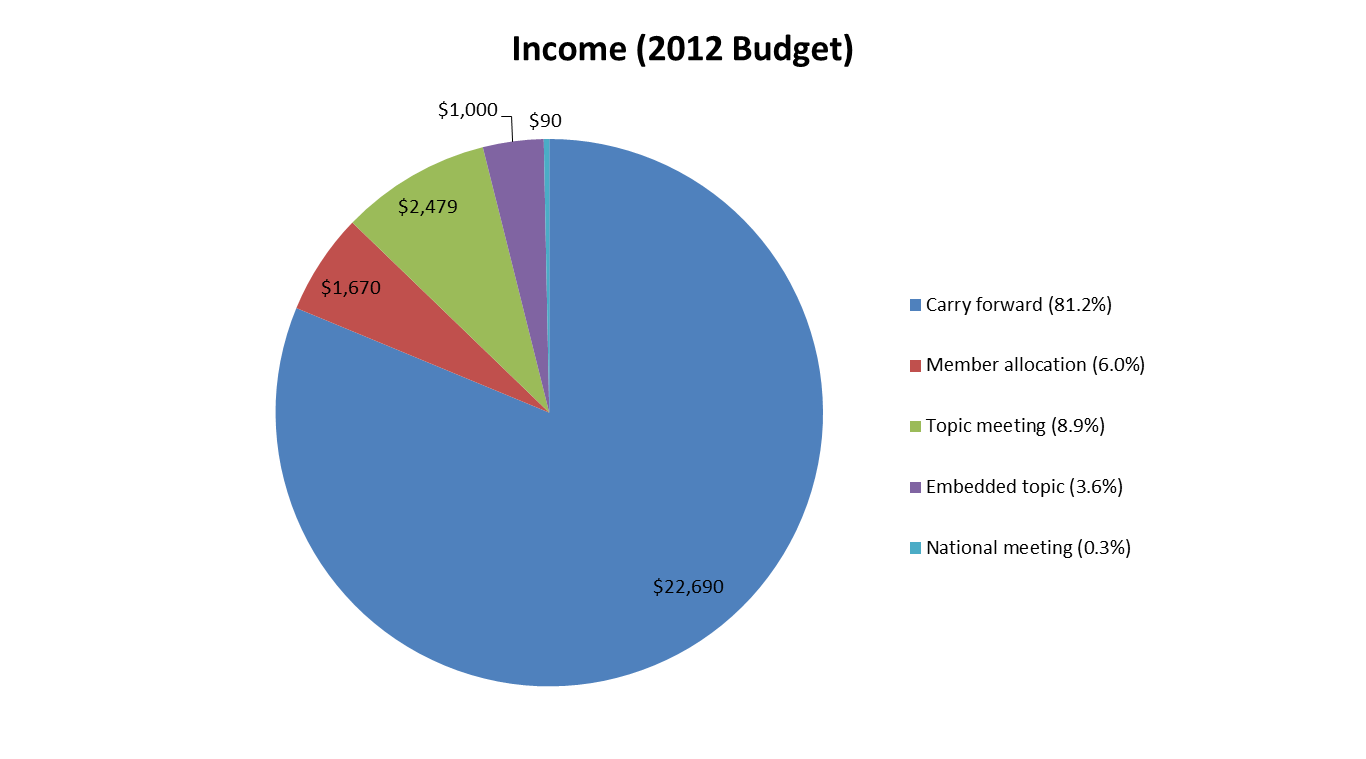 Income (2012 Budget)
$1,000
$90
$2,479
$1,670
$22,690
Carry forward (81.2%)
Member allocation (6.0%)
Topic meeting (8.9%)
Embedded topic (3.6%)
National meeting (0.3%)